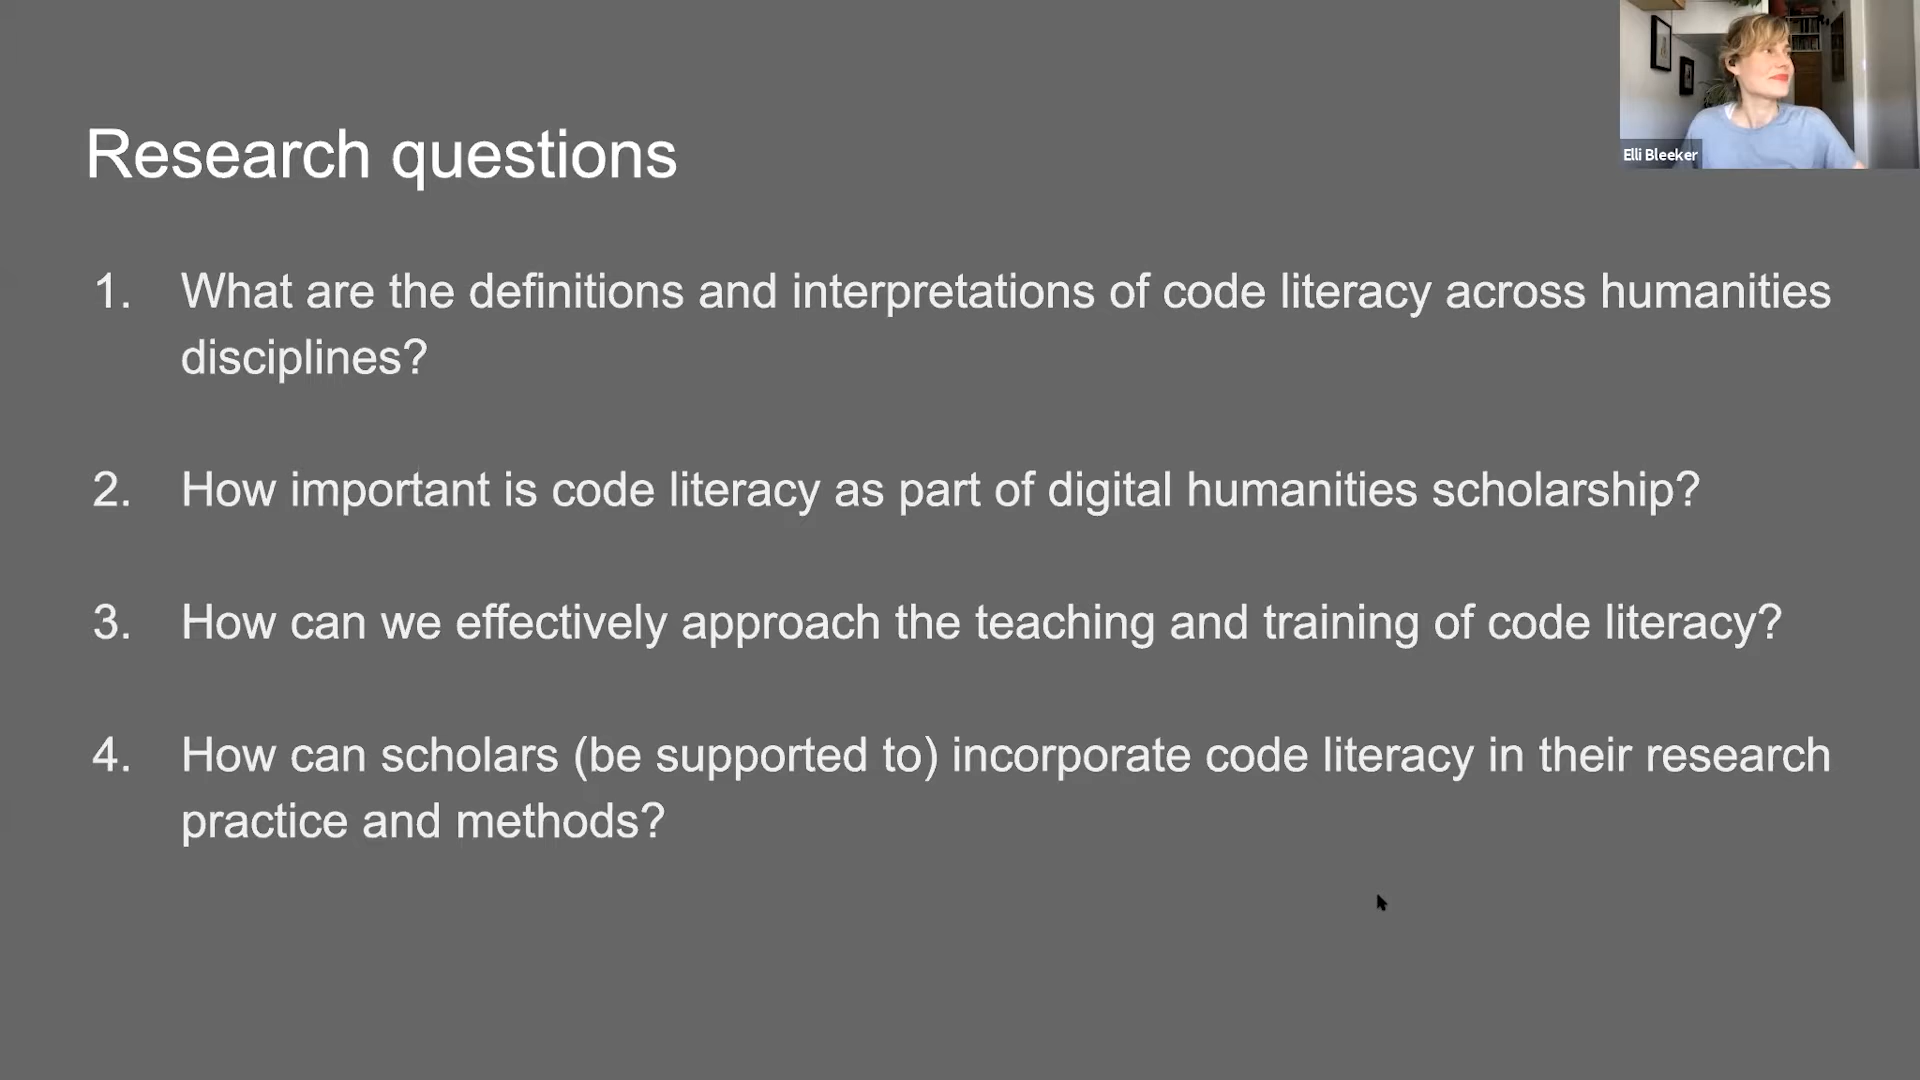 Research questions
Elli Bleeker
1. What are the definitions and interpretations of code literacy across humanities
disciplines?
2. How important is code literacy as part of digital humanities scholarship?
3. How can we effectively approach the teaching and training of code literacy?
4. How can scholars (be supported to) incorporate code literacy in their research
practice and methods?